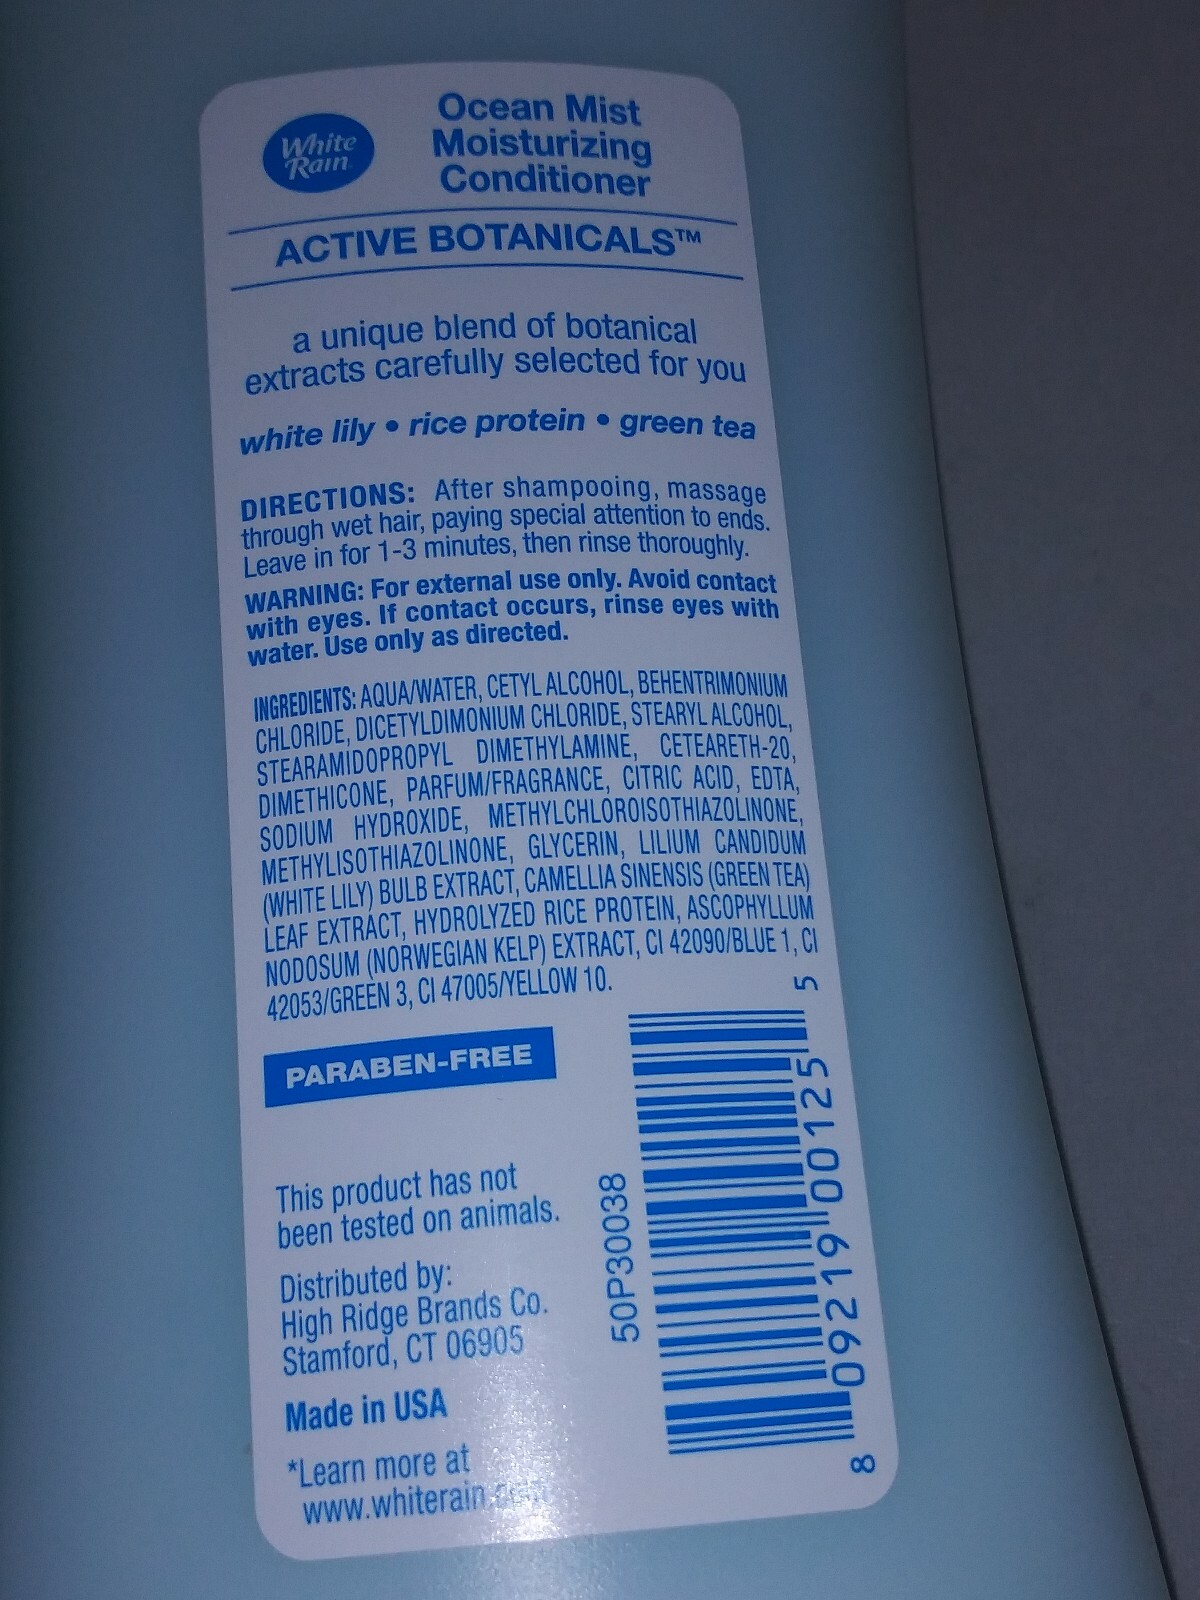 White
Rain
Ocean Mist
Moisturizing
Conditioner
ACTIVE BOTANICALS™
a unique blend of botanical
extracts carefully selected for you
white lily • rice protein • green tea
DIRECTIONS: After shampooing, massage
through wet hair, paying special attention to ends.
Leave in for 1-3 minutes, then rinse thoroughly.
WARNING: For external use only. Avoid contact
with eyes. If contact occurs, rinse eyes with
water. Use only as directed.
INGREDIENTS: AQUA/WATER, CETYL ALCOHOL, BEHENTRIMONIUM
CHLORIDE, DICETYLDIMONIUM CHLORIDE, STEARYL ALCOHOL,
STEARAMIDOPROPYL DIMETHYLAMINE, CETEARETH-20,
DIMETHICONE, PARFUM/FRAGRANCE, CITRIC ACID, EDTA,
SODIUM HYDROXIDE, METHYLCHLOROISOTHIAZOLINONE,
METHYLISOTHIAZOLINONE, GLYCERIN, LILIUM CANDIDUM
(WHITE LILY) BULB EXTRACT, CAMELLIA SINENSIS (GREEN TEA)
LEAF EXTRACT, HYDROLYZED RICE PROTEIN, ASCOPHYLLUM
NODOSUM (NORWEGIAN KELP) EXTRACT, CI 42090/BLUE 1, CI
42053/GREEN 3, CI 47005/YELLOW 10.
PARABEN-FREE
This product has not
been tested on animals.
Distributed by:
High Ridge Brands Co.
Stamford, CT 06905
Made in USA
*Learn more at
www.whiterain.com
50P30038
8 09219 00125 5